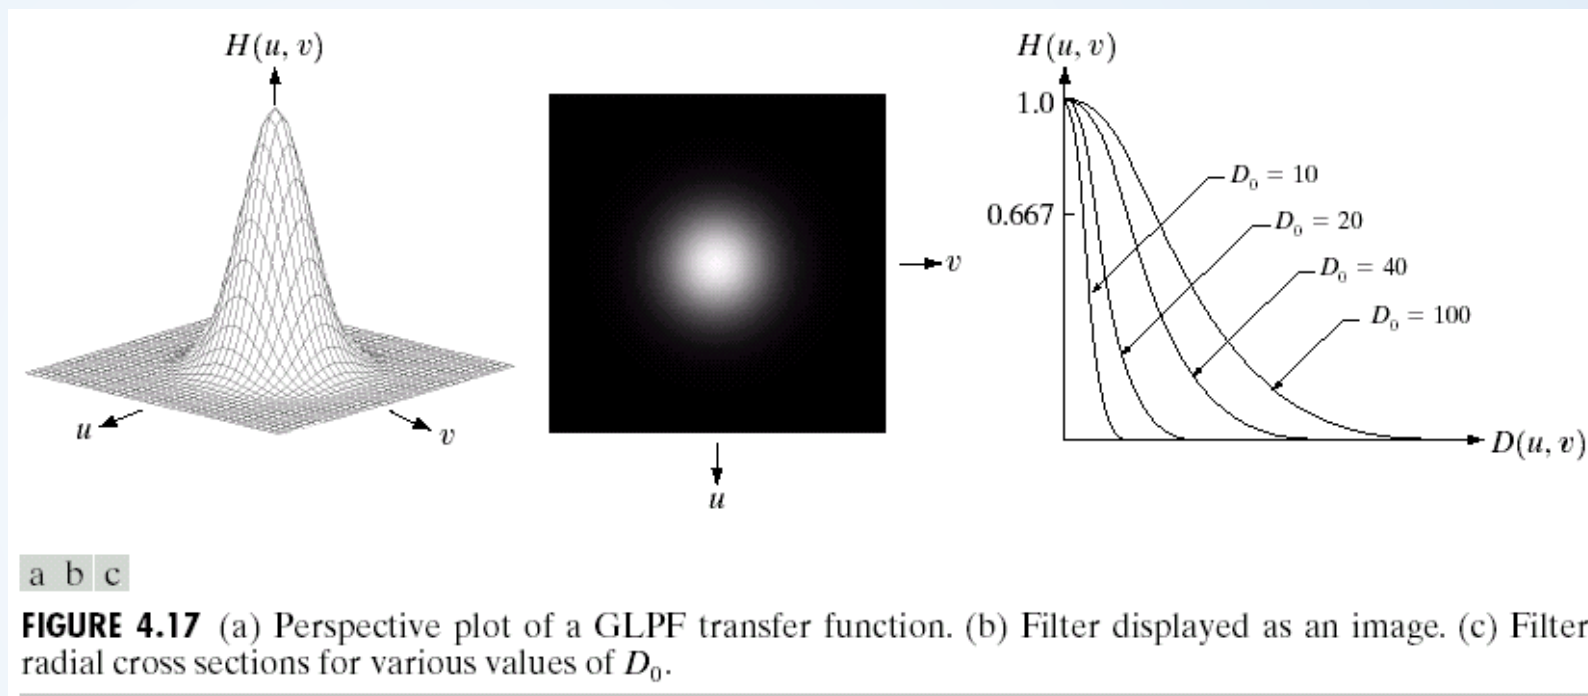 H(u, v)
u
v
v
u
H(u, v)
1.0
0.667
D₀ = 10
D₀ = 20
D₀ = 40
D₀ = 100
D(u, v)
a b c
FIGURE 4.17 (a) Perspective plot of a GLPF transfer function. (b) Filter displayed as an image. (c) Filter
radial cross sections for various values of D₀.